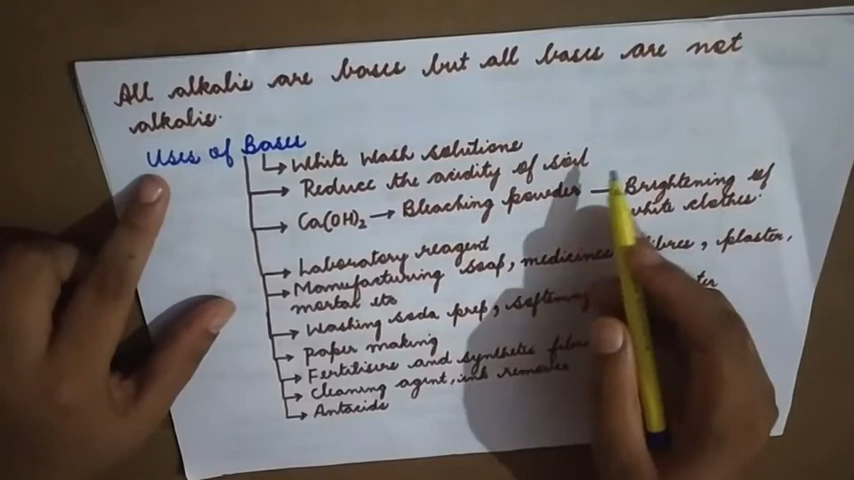 All alkalis are bases but all bases are not
alkalis.
Uses of Bases
White wash solutions
Reduce the acidity of soil
Ca(OH)₂ → Bleaching powder — Brightening of
white clothes.
Laboratory reagent
Manufacturing soap, medicines, fibres, plaster,
mortar etc
Washing soda prep, softening
paper making
Fertilisers and synthetic
Cleaning agent, ink remover
Antacids